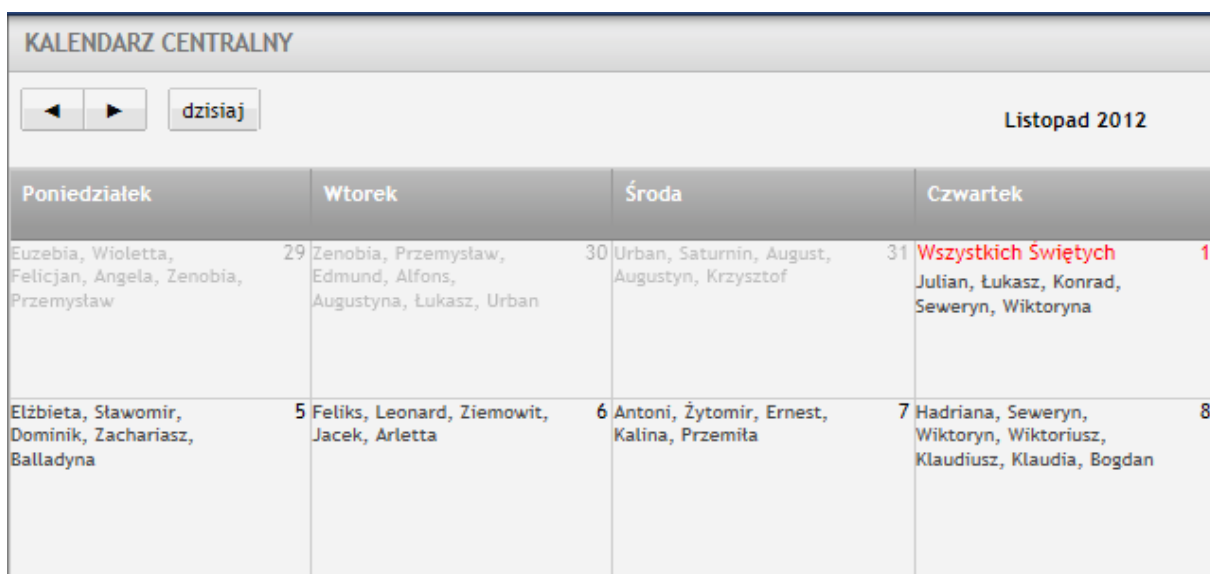 KALENDARZ CENTRALNY
◄ ► dzisiaj
Listopad 2012
Poniedziałek Wtorek Środa Czwartek
Euzebia, Wioletta, 29 Zenobia, Przemysław, 30 Urban, Saturnin, August, 31 Wszystkich Świętych 1
Felicjan, Angela, Zenobia, Edmund, Alfons, Augustyn, Krzysztof Julian, Łukasz, Konrad,
Przemysław Augustyna, Łukasz, Urban Seweryn, Wiktoryna
Elżbieta, Sławomir, 5 Feliks, Leonard, Ziemowit, 6 Antoni, Żytomir, Ernest, 7 Hadriana, Seweryn, 8
Dominik, Zachariasz, Jacek, Arletta Kalina, Przemiła Wiktoryn, Wiktoriusz,
Balladyna Klaudiusz, Klaudia, Bogdan